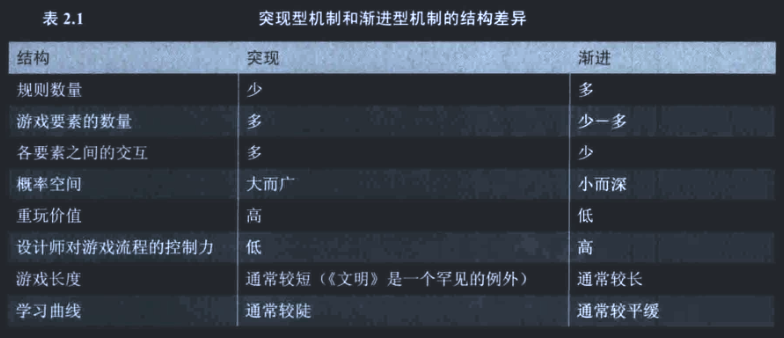 表 2.1 突现型机制和渐进型机制的结构差异
结构 突现 渐进
规则数量 少 多
游戏要素的数量 多 少－多
各要素之间的交互 多 少
概率空间 大而广 小而深
重玩价值 高 低
设计师对游戏流程的控制力 低 高
游戏长度 通常较短（《文明》是一个罕见的例外） 通常较长
学习曲线 通常较陡 通常较平缓